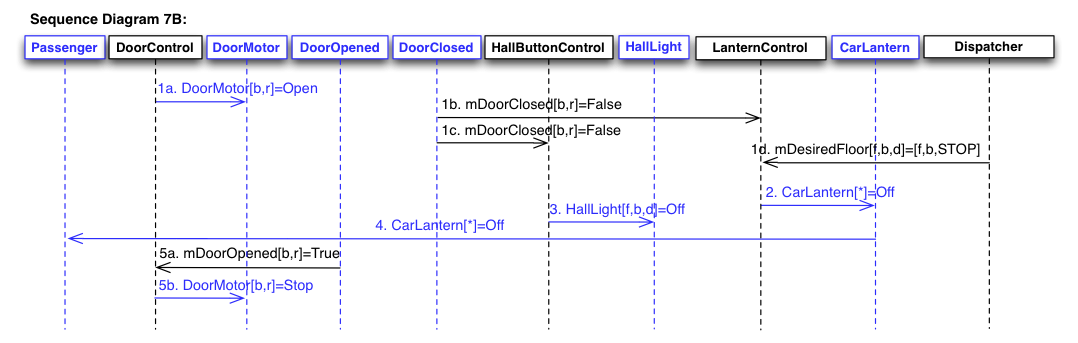 Sequence Diagram 7B:
Passenger
DoorControl
DoorMotor
DoorOpened
DoorClosed
HallButtonControl
HallLight
LanternControl
CarLantern
Dispatcher
1a. DoorMotor[b,r]=Open
1b. mDoorClosed[b,r]=False
1c. mDoorClosed[b,r]=False
1d. mDesiredFloor[f,b,d]=[f,b,STOP]
2. CarLantern[*]=Off
3. HallLight[f,b,d]=Off
4. CarLantern[*]=Off
5a. mDoorOpened[b,r]=True
5b. DoorMotor[b,r]=Stop